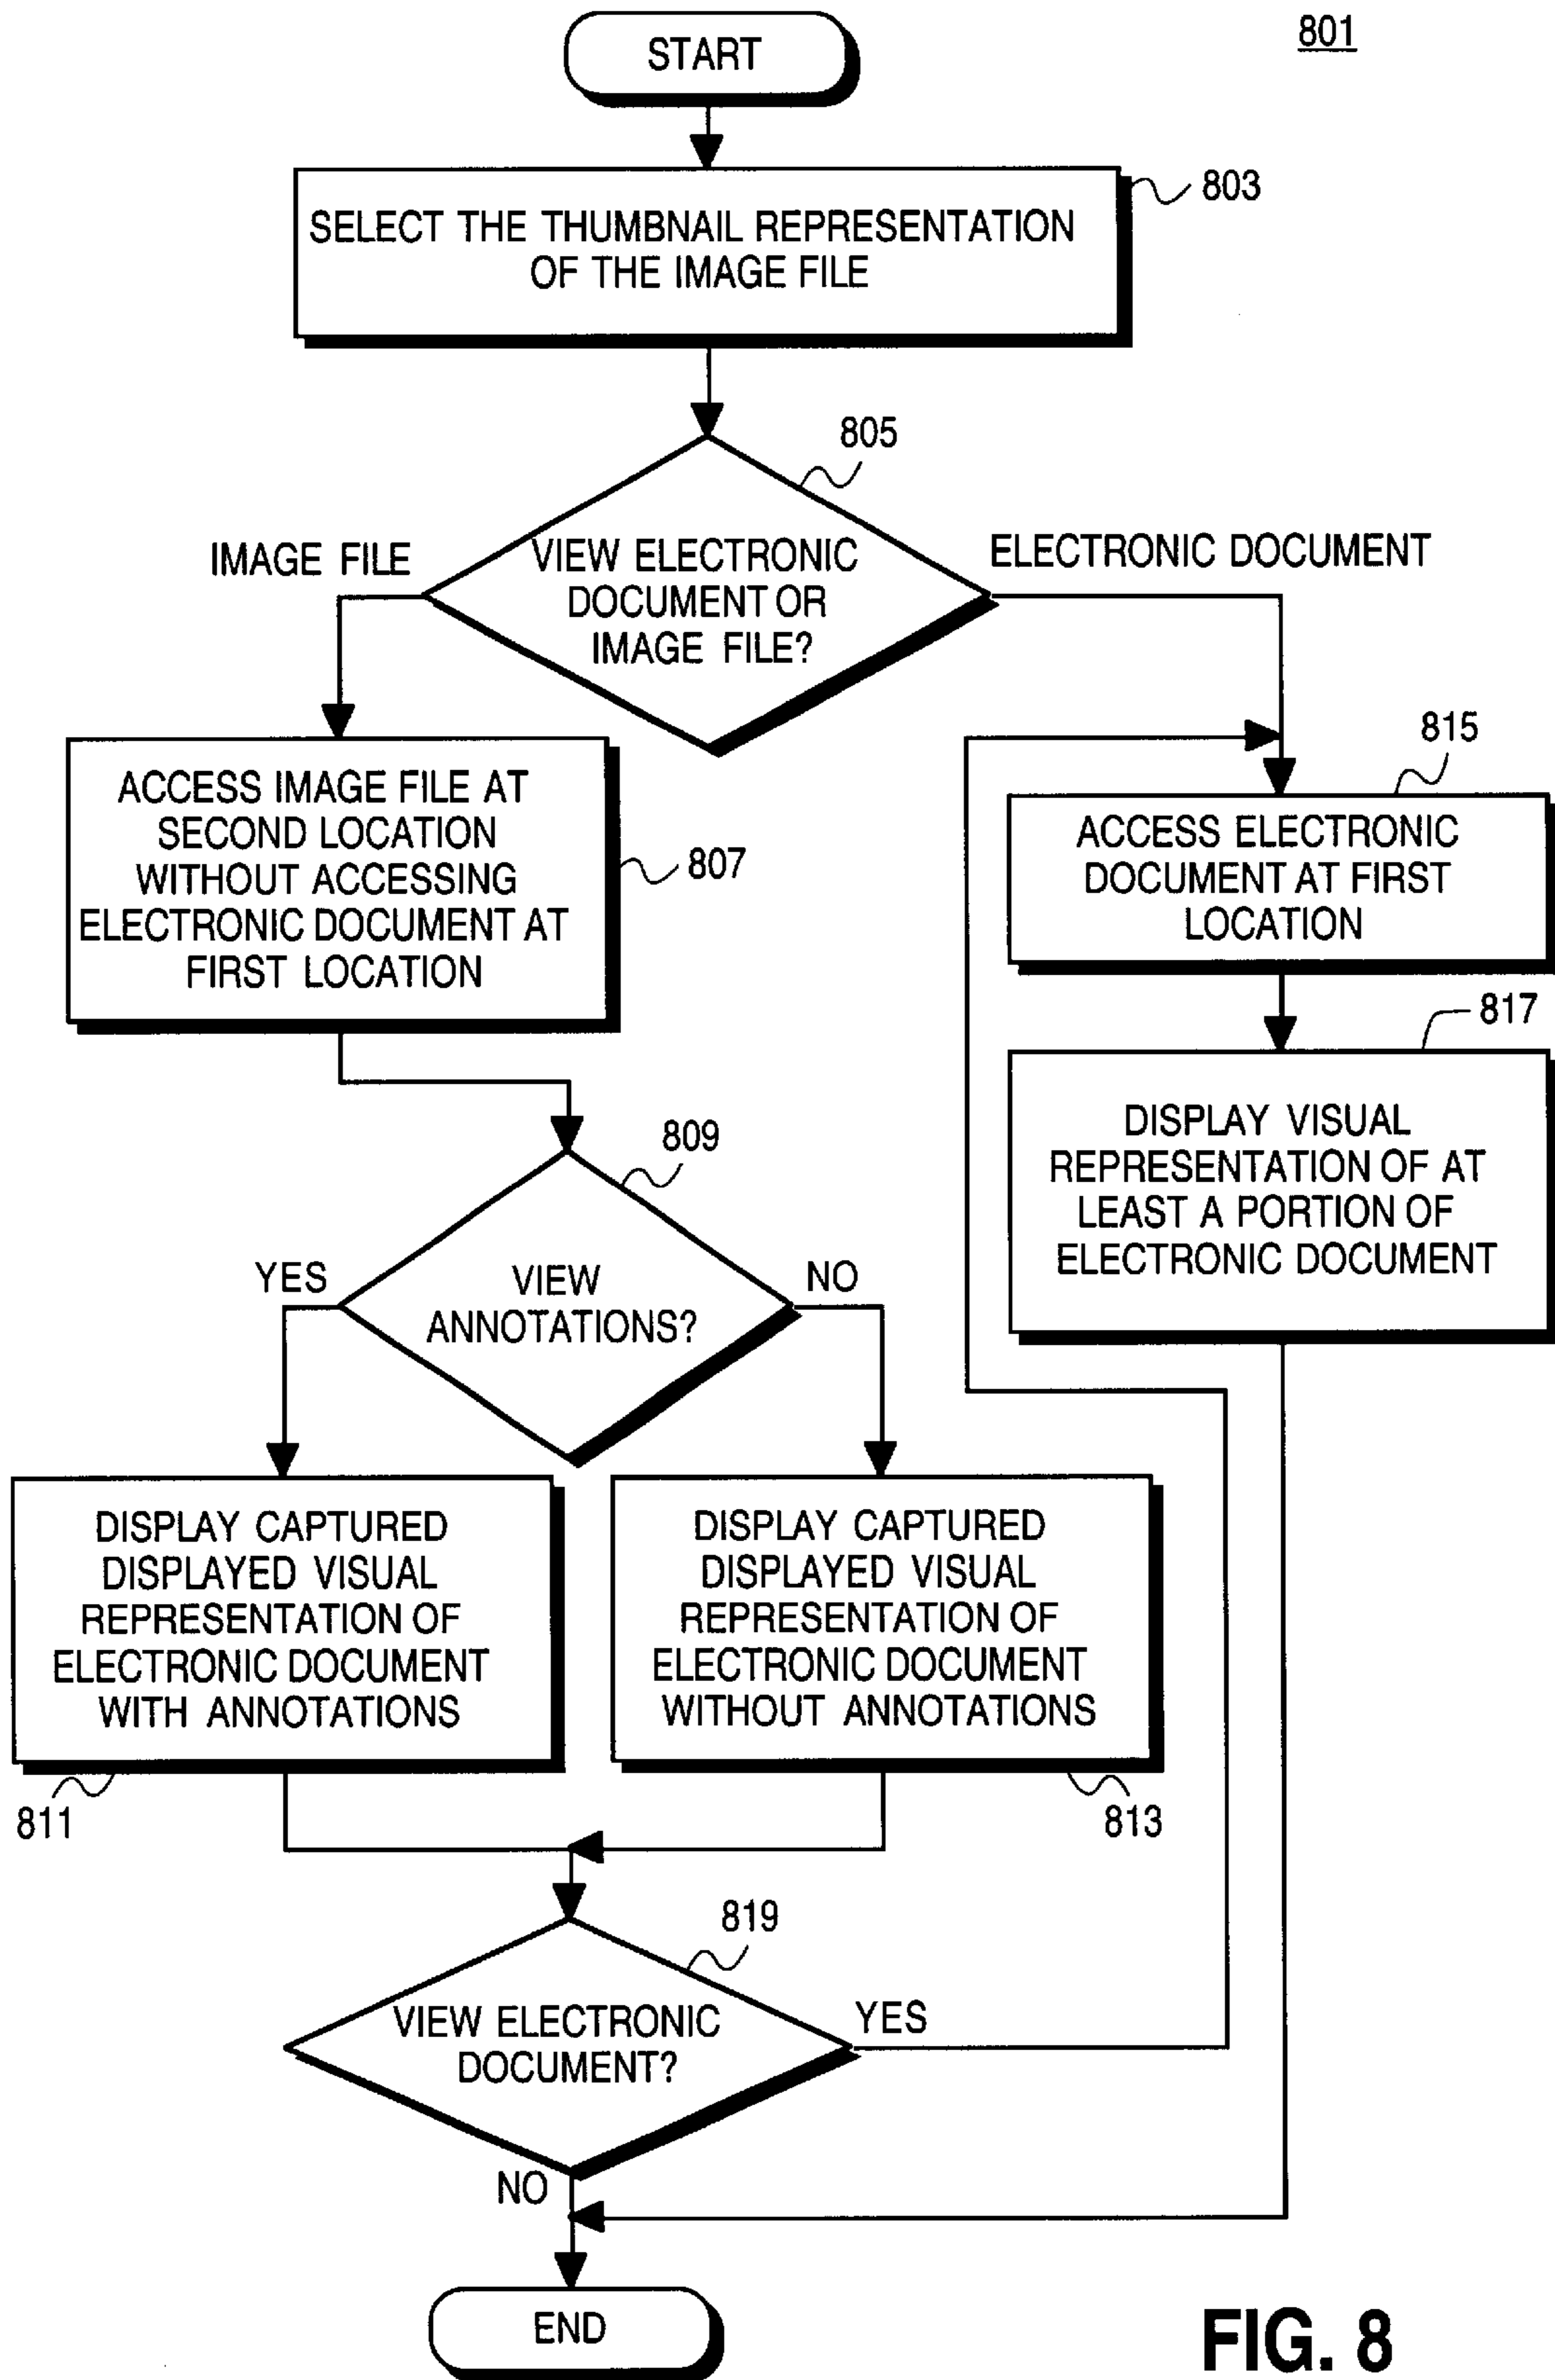 801
START
803
SELECT THE THUMBNAIL REPRESENTATION
OF THE IMAGE FILE
805
IMAGE FILE
VIEW ELECTRONIC
DOCUMENT OR
IMAGE FILE?
ELECTRONIC DOCUMENT
ACCESS IMAGE FILE AT
SECOND LOCATION
WITHOUT ACCESSING
ELECTRONIC DOCUMENT AT
FIRST LOCATION
807
815
ACCESS ELECTRONIC
DOCUMENT AT FIRST
LOCATION
817
DISPLAY VISUAL
REPRESENTATION OF AT
LEAST A PORTION OF
ELECTRONIC DOCUMENT
809
YES
VIEW
ANNOTATIONS?
NO
DISPLAY CAPTURED
DISPLAYED VISUAL
REPRESENTATION OF
ELECTRONIC DOCUMENT
WITH ANNOTATIONS
811
DISPLAY CAPTURED
DISPLAYED VISUAL
REPRESENTATION OF
ELECTRONIC DOCUMENT
WITHOUT ANNOTATIONS
813
819
VIEW ELECTRONIC
DOCUMENT?
YES
NO
END
FIG. 8